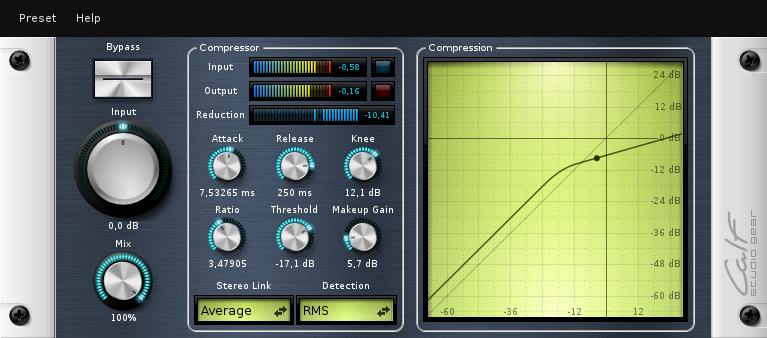 Preset Help
Bypass
Input
0,0 dB
Mix
100%
Compressor
Input -0,58
Output -0,16
Reduction -10,41
Attack Release Knee
7,53265 ms 250 ms 12,1 dB
Ratio Threshold Makeup Gain
3,47905 -17,1 dB 5,7 dB
Stereo Link Detection
Average RMS
Compression
24 dB
12 dB
0 dB
-12 dB
-24 dB
-36 dB
-48 dB
-60 dB
-60 -36 -12 12
Calf
studio gear